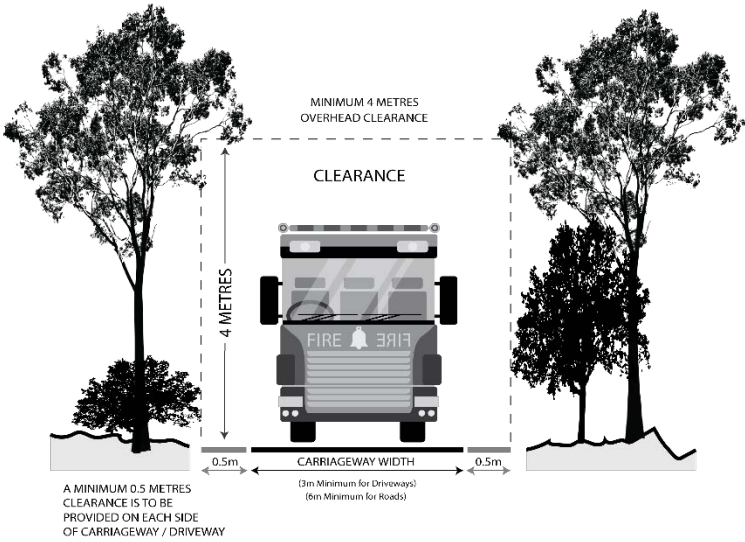 MINIMUM 4 METRES
OVERHEAD CLEARANCE
CLEARANCE
4 METRES
FIRE FIRE
0.5m CARRIAGEWAY WIDTH 0.5m
(3m Minimum for Driveways)
(6m Minimum for Roads)
A MINIMUM 0.5 METRES
CLEARANCE IS TO BE
PROVIDED ON EACH SIDE
OF CARRIAGEWAY / DRIVEWAY